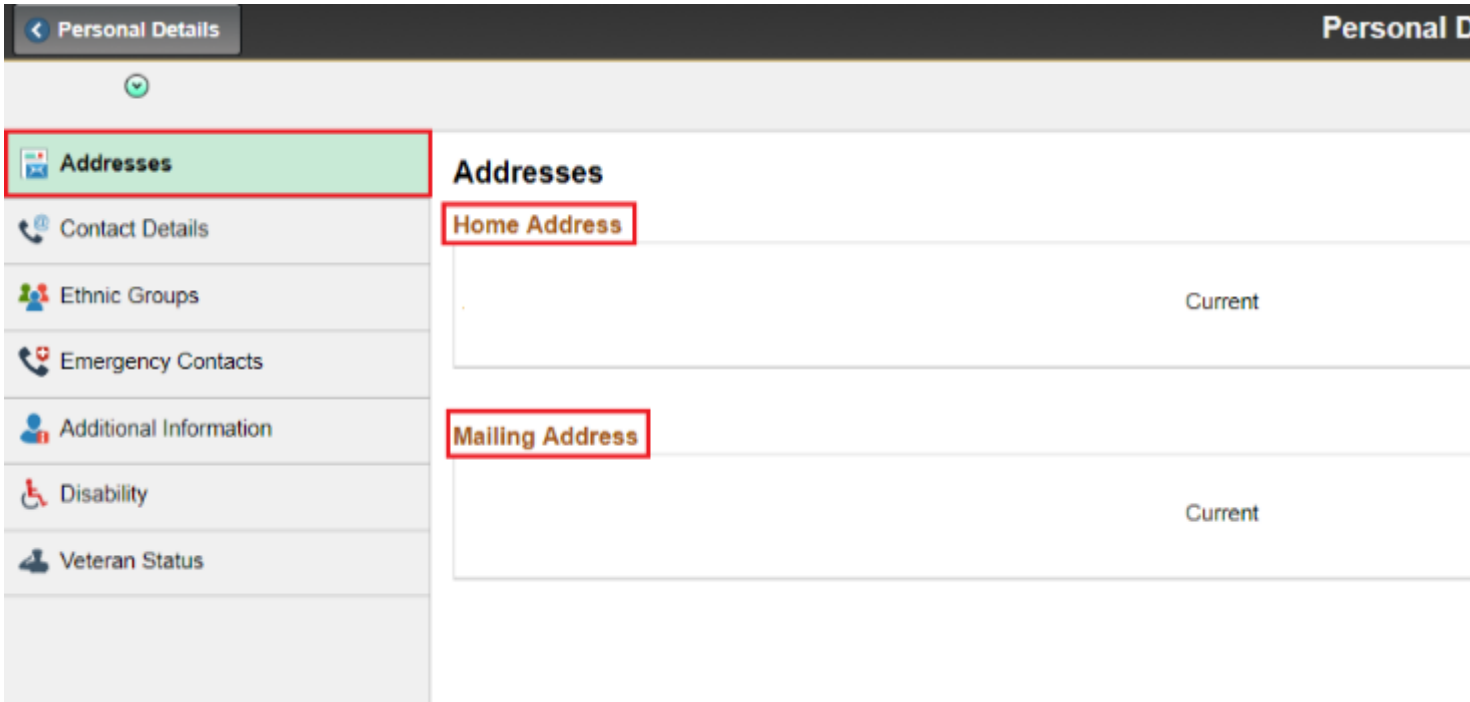 Personal Details
Personal D
Addresses
Contact Details
Ethnic Groups
Emergency Contacts
Additional Information
Disability
Veteran Status
Addresses
Home Address
Current
Mailing Address
Current